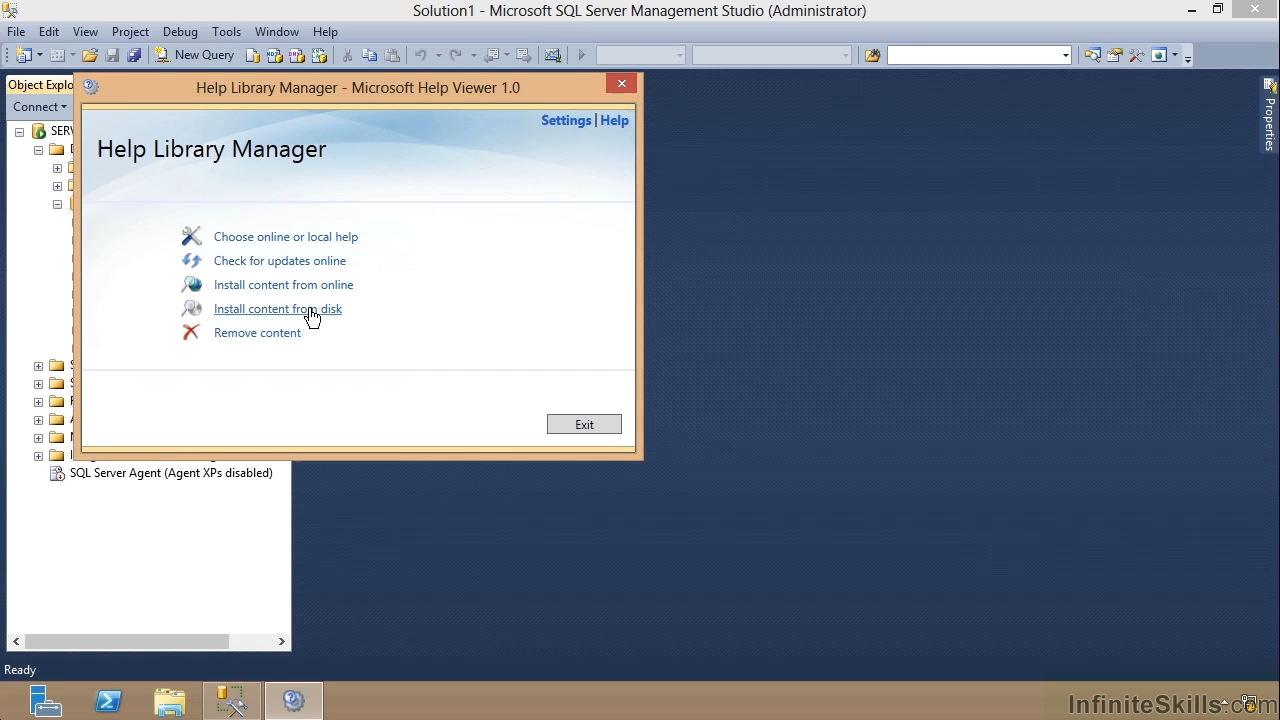 Solution1 - Microsoft SQL Server Management Studio (Administrator)
File Edit View Project Debug Tools Window Help
New Query
Object Explo
Help Library Manager - Microsoft Help Viewer 1.0
Connect
Settings | Help
Help Library Manager
Properties
SERV
Choose online or local help
Check for updates online
Install content from online
Install content from disk
Remove content
Exit
SQL Server Agent (Agent XPs disabled)
Ready
InfiniteSkills.com